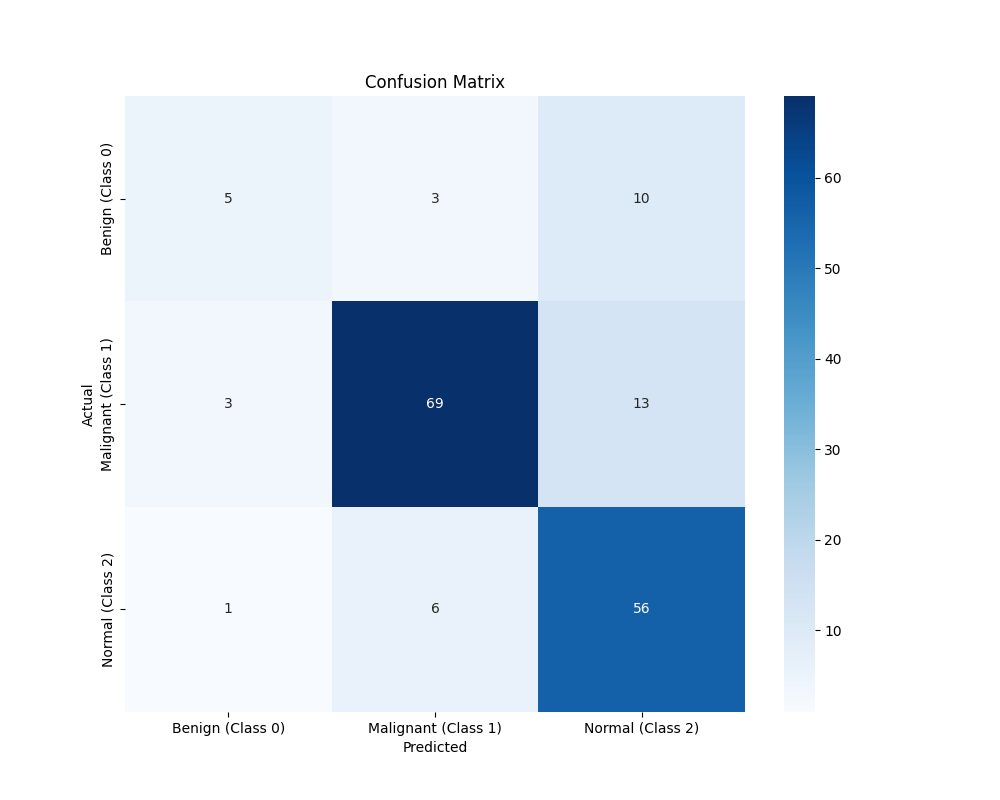 Confusion Matrix
Actual
Benign (Class 0)
5
3
10
Malignant (Class 1)
3
69
13
Normal (Class 2)
1
6
56
Benign (Class 0)
Malignant (Class 1)
Normal (Class 2)
Predicted
60
50
40
30
20
10